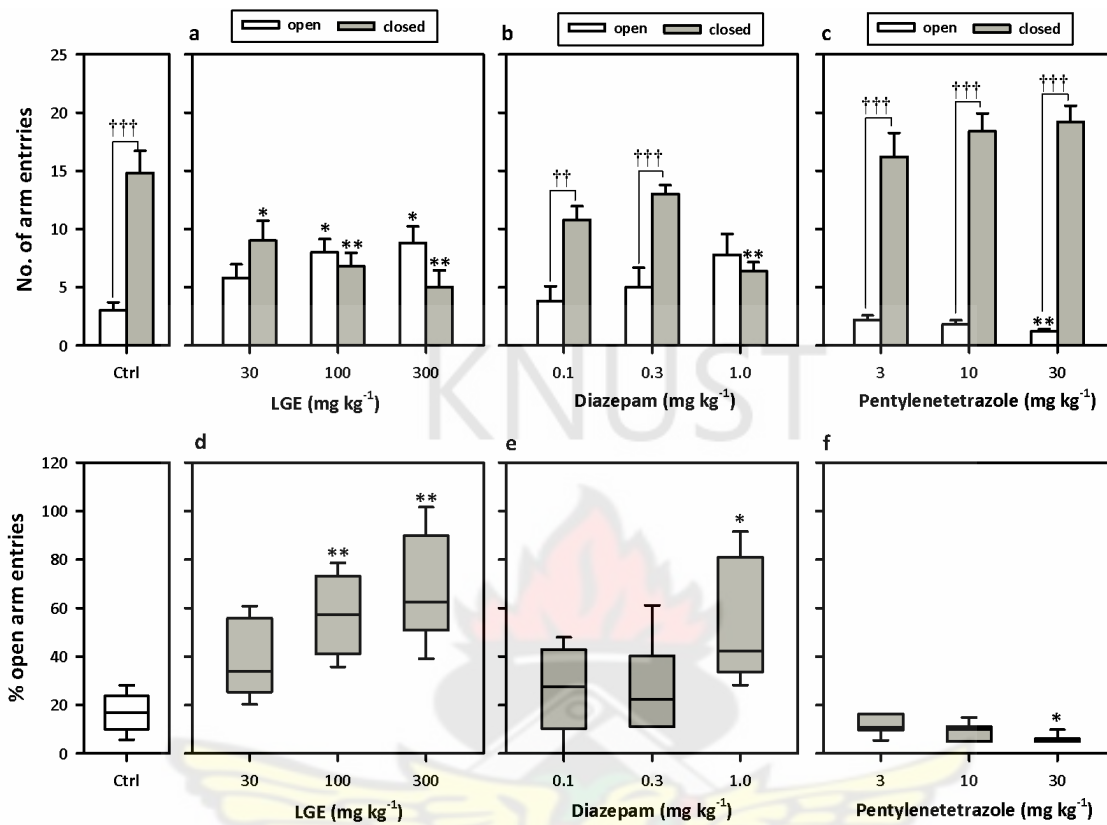 a open closed b open closed c open closed
25
20
15
10
5
0
No. of arm entrries
††† * * ** * ** †† ††† ** ††† ††† ††† **
Ctrl 30 100 300 0.1 0.3 1.0 3 10 30
LGE (mg kg-1) Diazepam (mg kg-1) Pentylenetetrazole (mg kg-1)
KNUST
d e f
120
100
80
60
40
20
0
% open arm entries
** ** * *
Ctrl 30 100 300 0.1 0.3 1.0 3 10 30
LGE (mg kg-1) Diazepam (mg kg-1) Pentylenetetrazole (mg kg-1)